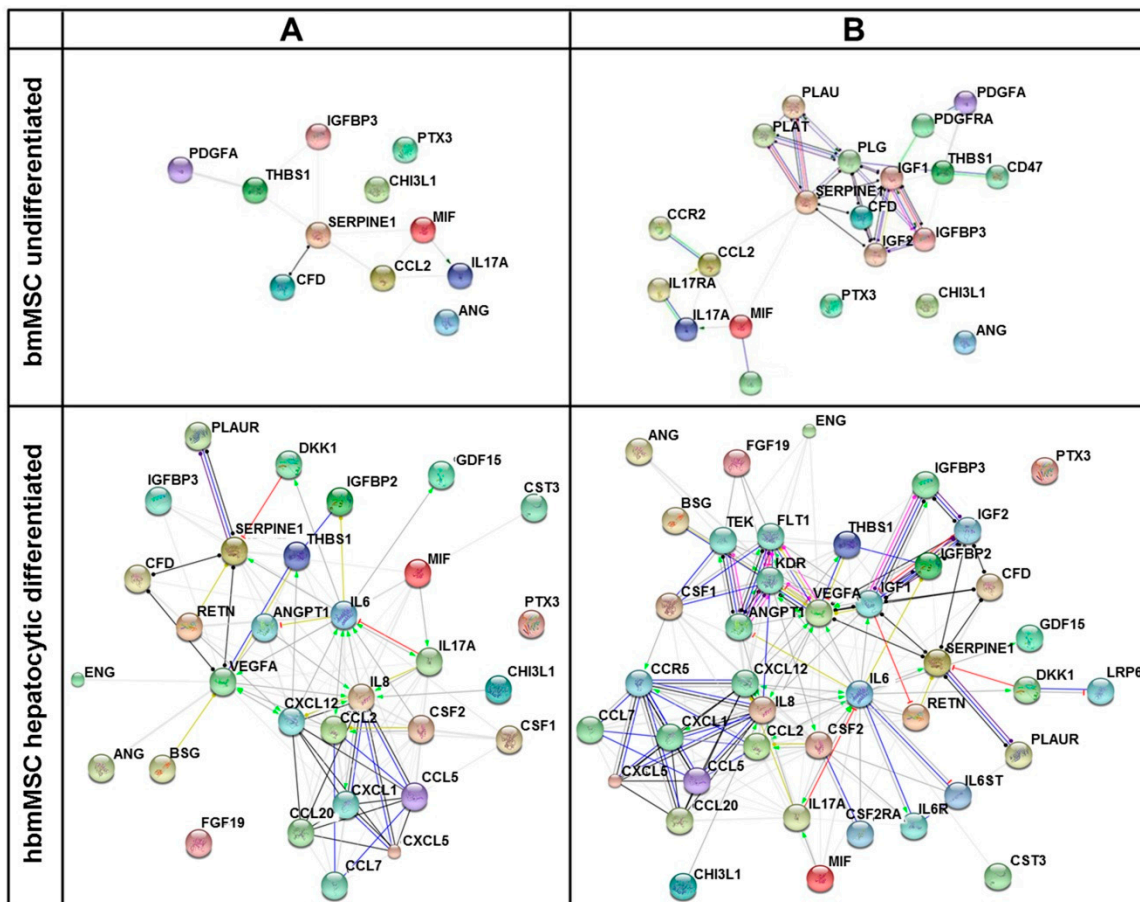 A
B
bmMSC undifferentiated
IGFBP3
PTX3
PDGFA
THBS1
CHI3L1
SERPINE1
MIF
CCL2
IL17A
CFD
ANG
PLAU
PDGFA
PLAT
PDGFRA
PLG
THBS1
CD47
IGF1
SERPINE1
CFD
CCR2
IGF2
IGFBP3
CCL2
IL17RA
PTX3
CHI3L1
IL17A
MIF
ANG
hbmMSC hepatocytic differentiated
PLAUR
DKK1
GDF15
IGFBP3
IGFBP2
CST3
SERPINE1
THBS1
CFD
MIF
RETN
ANGPT1
IL6
PTX3
IL17A
VEGFA
ENG
IL8
CHI3L1
CXCL12
CCL2
CSF2
CSF1
ANG
BSG
CCL5
CXCL1
CCL20
FGF19
CXCL5
CCL7
ENG
ANG
FGF19
IGFBP3
PTX3
BSG
TEK
FLT1
THBS1
IGF2
IGFBP2
KDR
CFD
CSF1
VEGFA
IGF1
ANGPT1
GDF15
SERPINE1
CCR5
CXCL12
IL6
DKK1
LRP6
IL8
CCL7
CXCL1
RETN
CCL2
CSF2
PLAUR
CXCL5
CCL5
IL6ST
CCL20
IL17A
CSF2RA
IL6R
CHI3L1
MIF
CST3